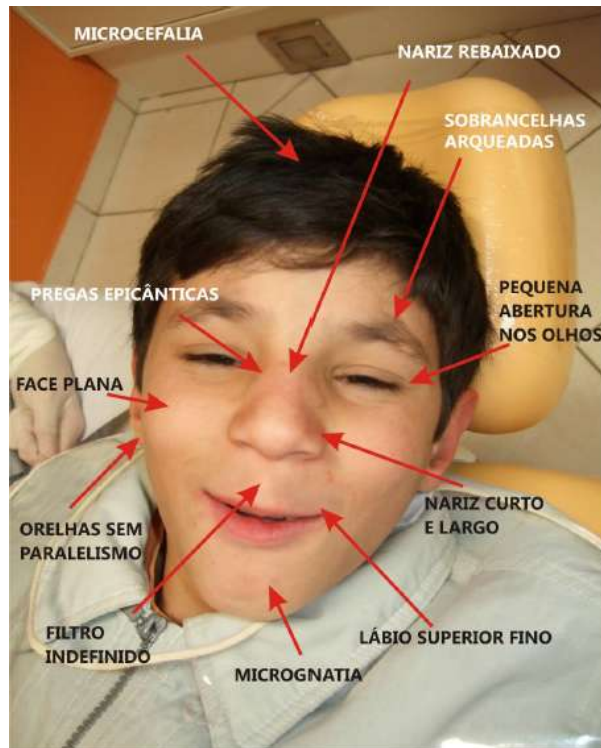 MICROCEFALIA
NARIZ REBAIXADO
SOBRANCELHAS
ARQUEADAS
PREGAS EPICÂNTICAS
PEQUENA
ABERTURA
NOS OLHOS
FACE PLANA
ORELHAS SEM
PARALELISMO
NARIZ CURTO
E LARGO
FILTRO
INDEFINIDO
LÁBIO SUPERIOR FINO
MICROGNATIA